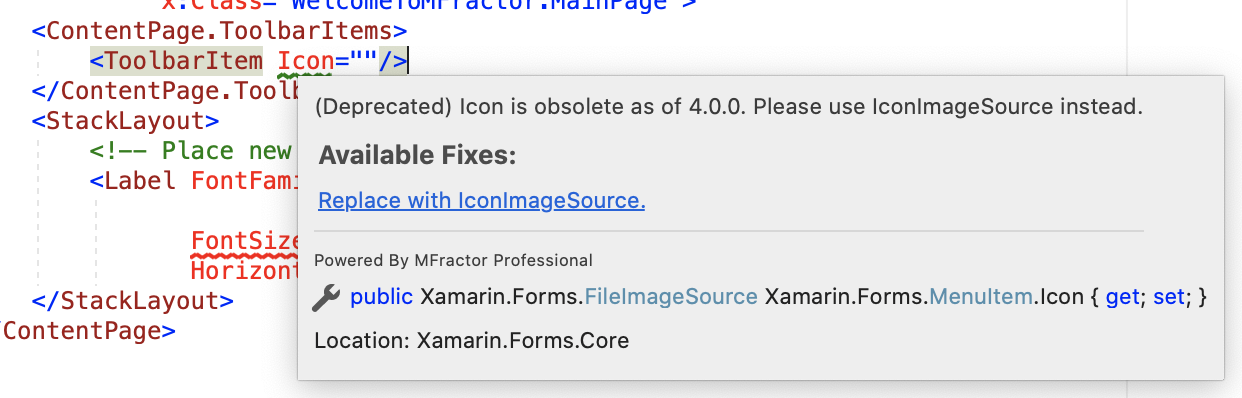 x:Class="WelcomeToMFractor.MainPage">
<ContentPage.ToolbarItems>
<ToolbarItem Icon=""/>
</ContentPage.Toolb
(Deprecated) Icon is obsolete as of 4.0.0. Please use IconImageSource instead.
<StackLayout>
<!-- Place new
Available Fixes:
<Label FontFami
Replace with IconImageSource.
FontSize
Powered By MFractor Professional
Horizont
public Xamarin.Forms.FileImageSource Xamarin.Forms.MenuItem.Icon { get; set; }
</StackLayout>
/ContentPage>
Location: Xamarin.Forms.Core